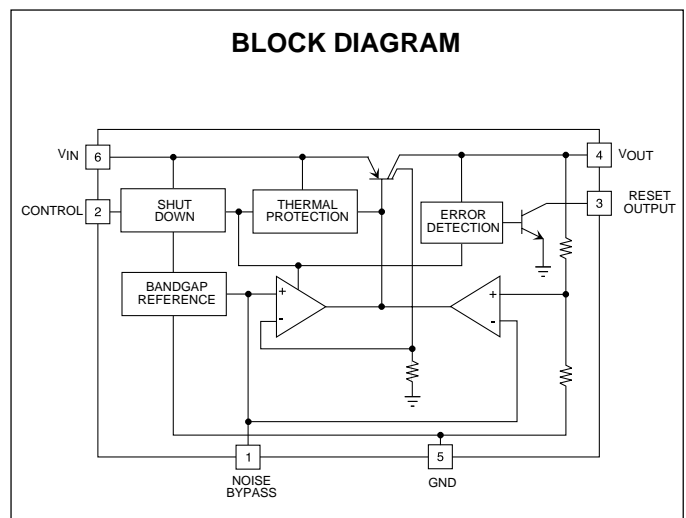 BLOCK DIAGRAM
VIN
6
4
VOUT
CONTROL
2
SHUT
DOWN
THERMAL
PROTECTION
ERROR
DETECTION
3
RESET
OUTPUT
BANDGAP
REFERENCE
+
-
+
-
1
5
NOISE
BYPASS
GND